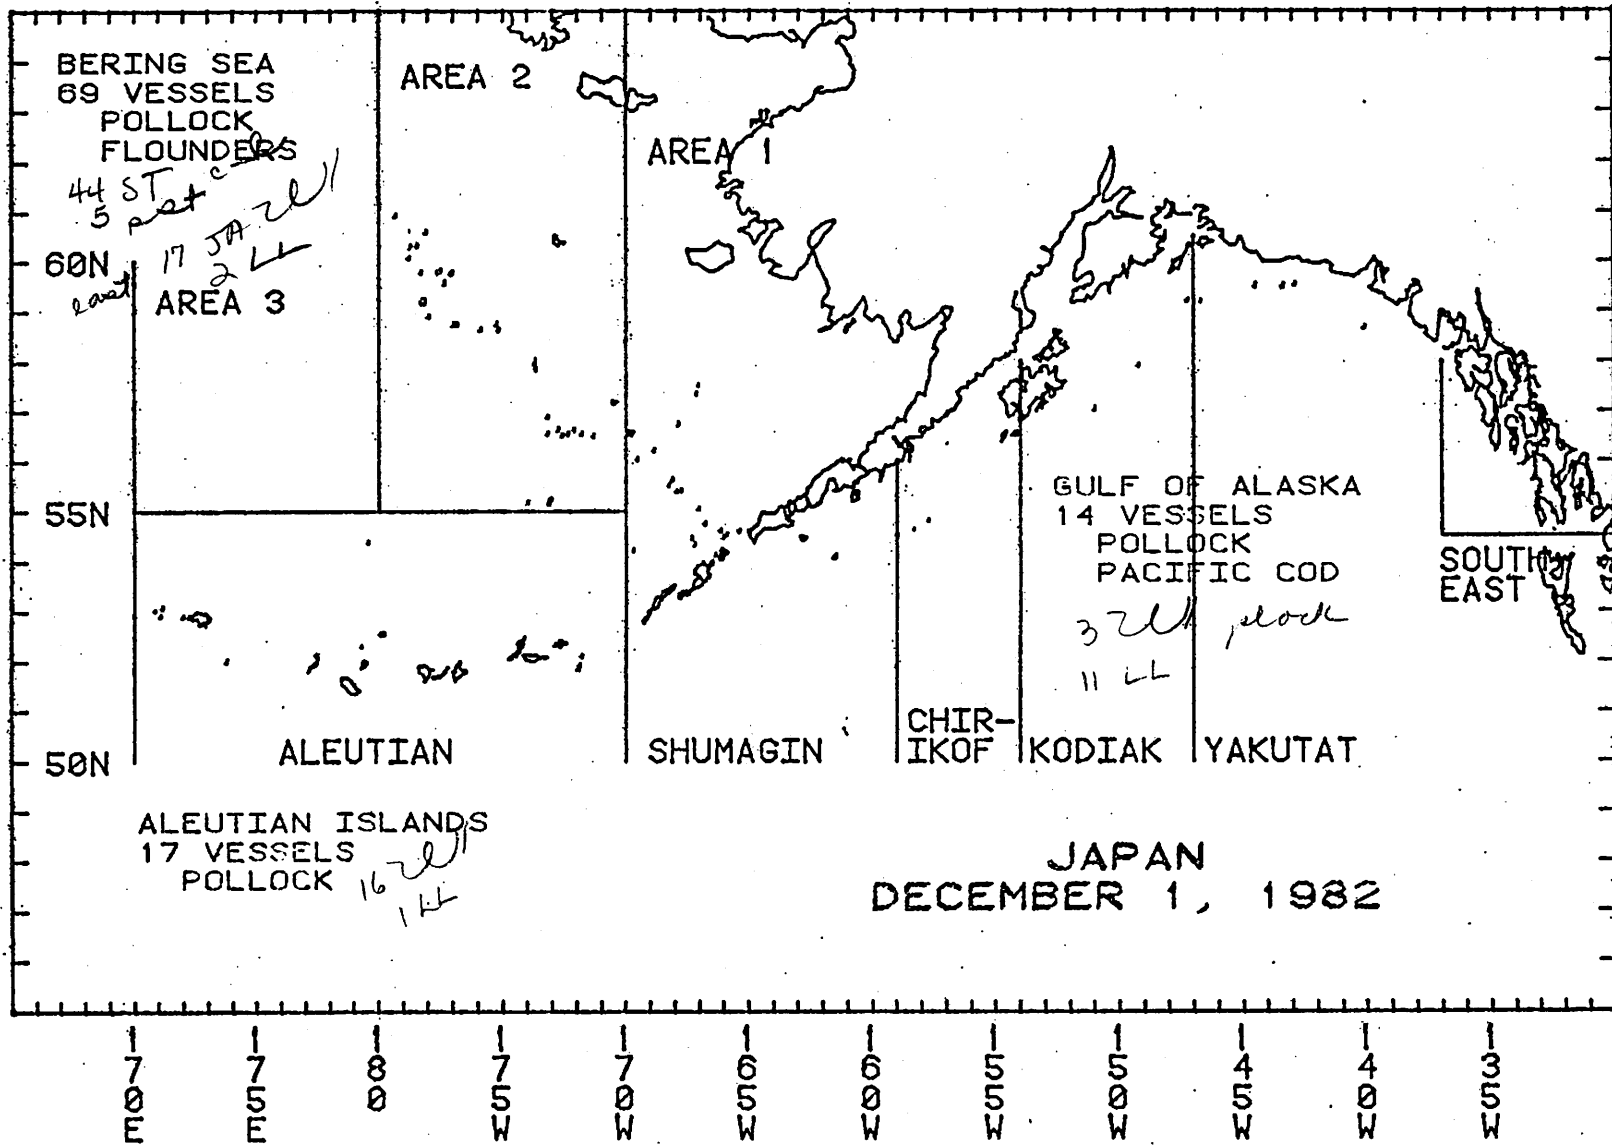 BERING SEA
69 VESSELS
POLLOCK
FLOUNDERS
44 ST
5
17 JA
2 LL
AREA 2
AREA 1
AREA 3
60N
55N
50N
GULF OF ALASKA
14 VESSELS
POLLOCK
PACIFIC COD
3
11 LL
SOUTH-
EAST
ALEUTIAN
SHUMAGIN
CHIR-
IKOF
KODIAK
YAKUTAT
ALEUTIAN ISLANDS
17 VESSELS
POLLOCK
16
1 LL
JAPAN
DECEMBER 1, 1982
170E
175E
180
175W
170W
165W
160W
155W
150W
145W
140W
135W